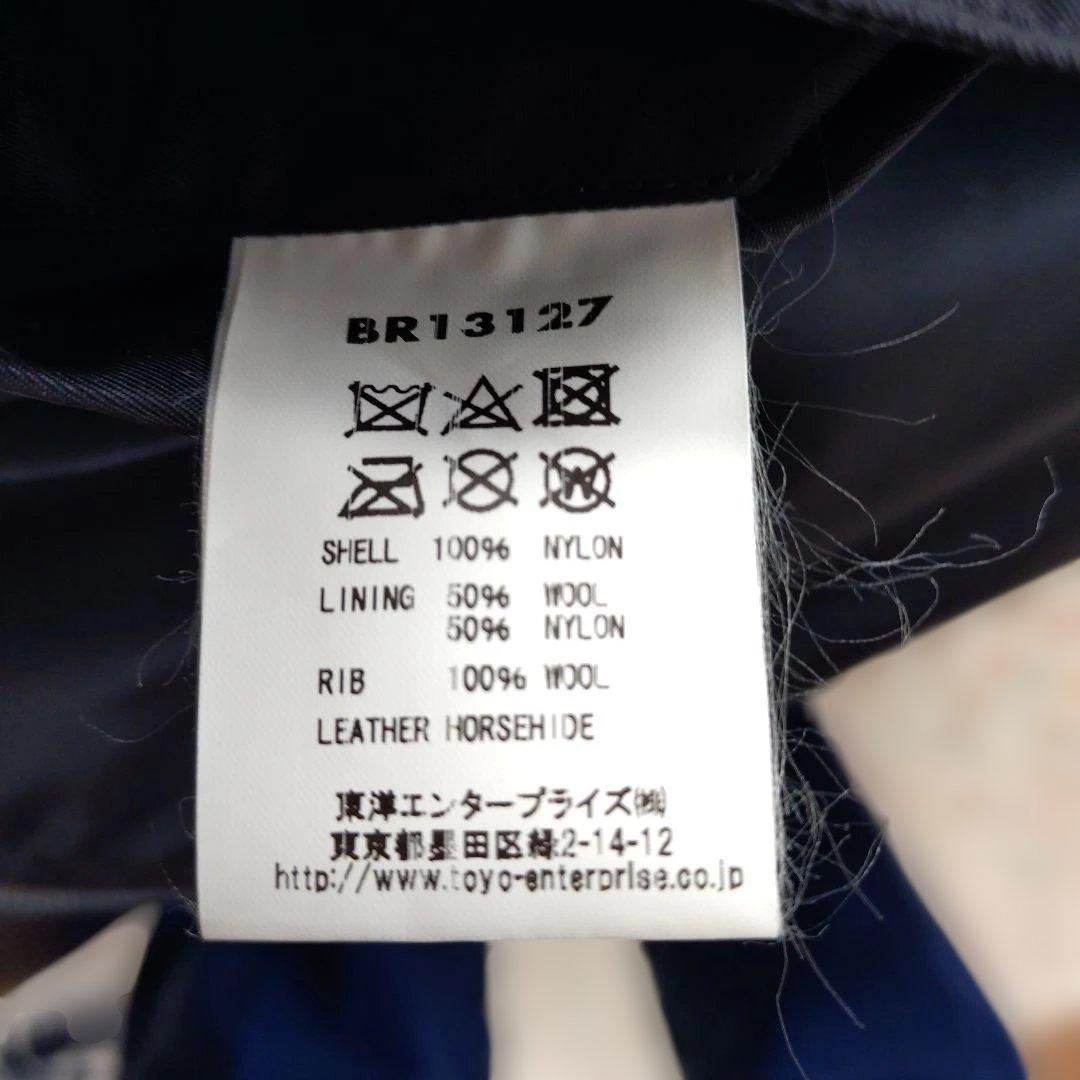 BR13127
SHELL 100% NYLON
LINING 50% WOOL
50% NYLON
RIB 100% WOOL
LEATHER HORSEHIDE
東洋エンタープライズ㈱
東京都墨田区緑2-14-12
http://www.toyo-enterprise.co.jp